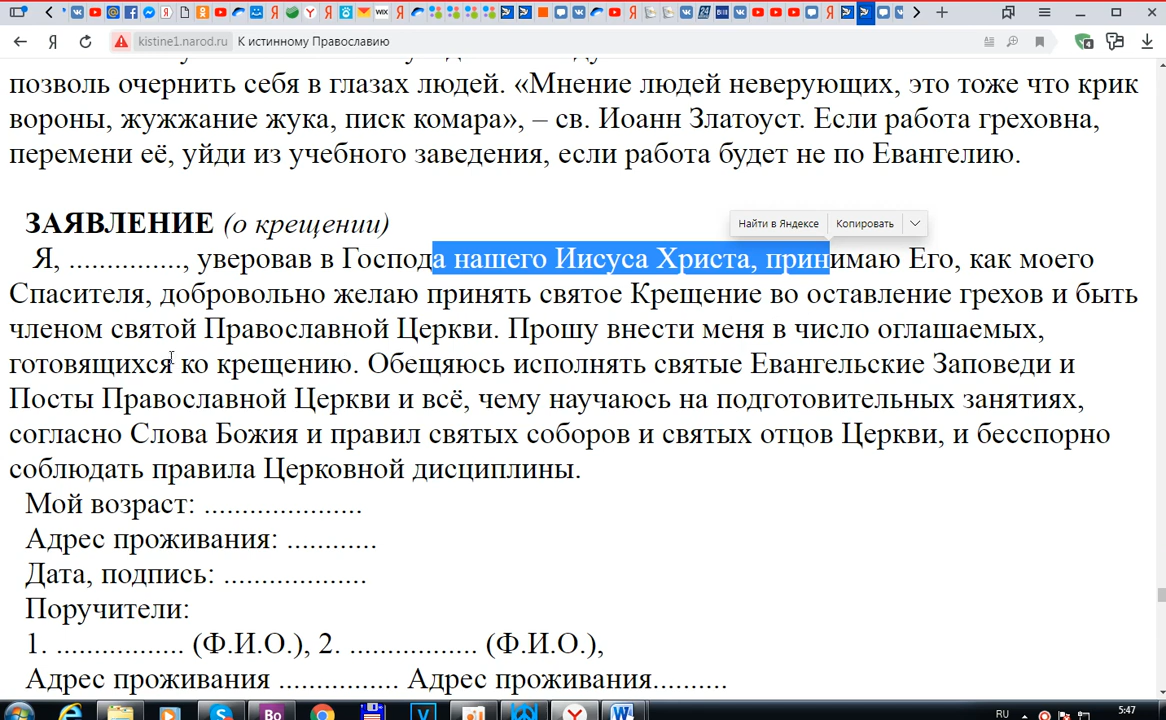 kistine1.narod.ru К истинному Православию
позволь очернить себя в глазах людей. «Мнение людей неверующих, это тоже что крик
вороны, жужжание жука, писк комара», – св. Иоанн Златоуст. Если работа греховна,
перемени её, уйди из учебного заведения, если работа будет не по Евангелию.
ЗАЯВЛЕНИЕ (о крещении)
Найти в Яндексе Копировать
Я, ..............., уверовав в Господа нашего Иисуса Христа, принимаю Его, как моего
Спасителя, добровольно желаю принять святое Крещение во оставление грехов и быть
членом святой Православной Церкви. Прошу внести меня в число оглашаемых,
готовящихся ко крещению. Обещяюсь исполнять святые Евангельские Заповеди и
Посты Православной Церкви и всё, чему научаюсь на подготовительных занятиях,
согласно Слова Божия и правил святых соборов и святых отцов Церкви, и бесспорно
соблюдать правила Церковной дисциплины.
Мой возраст: .....................
Адрес проживания: ............
Дата, подпись: ...................
Поручители:
1. ................. (Ф.И.О.), 2. ................. (Ф.И.О.),
Адрес проживания ................ Адрес проживания..........
RU 5:47